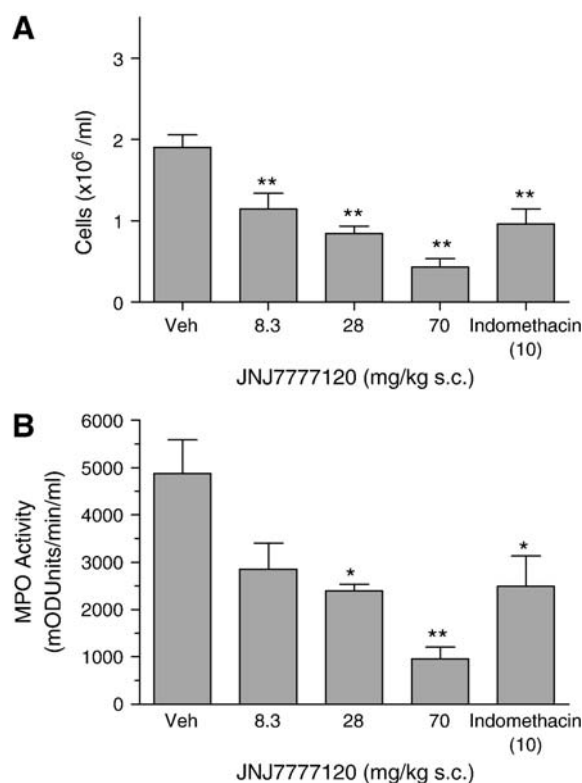 A
3
2
1
0
Cells (x10⁶ /ml)
**
**
**
**
Veh 8.3 28 70 Indomethacin
(10)
JNJ7777120 (mg/kg s.c.)
B
6000
5000
4000
3000
2000
1000
0
MPO Activity
(mODUnits/min/ml)
*
**
*
Veh 8.3 28 70 Indomethacin
(10)
JNJ7777120 (mg/kg s.c.)